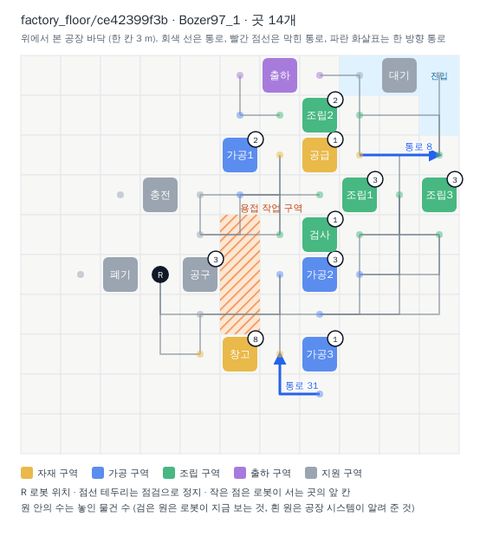 factory_floor/ce42399f3b · Bozer97_1 · 곳 14개
위에서 본 공장 바닥 (한 칸 3 m). 회색 선은 통로, 빨간 점선은 막힌 통로, 파란 화살표는 한 방향 통로
출하
대기
진입
2
조립2
2
가공1
1
공급
통로 8
충전
3
조립1
3
조립3
용접 작업 구역
1
검사
폐기
R
3
공구
3
가공2
8
창고
1
가공3
통로 31
자재 구역
가공 구역
조립 구역
출하 구역
지원 구역
R 로봇 위치 · 점선 테두리는 점검으로 정지 · 작은 점은 로봇이 서는 곳의 앞 칸
원 안의 수는 놓인 물건 수 (검은 원은 로봇이 지금 보는 것, 흰 원은 공장 시스템이 알려 준 것)